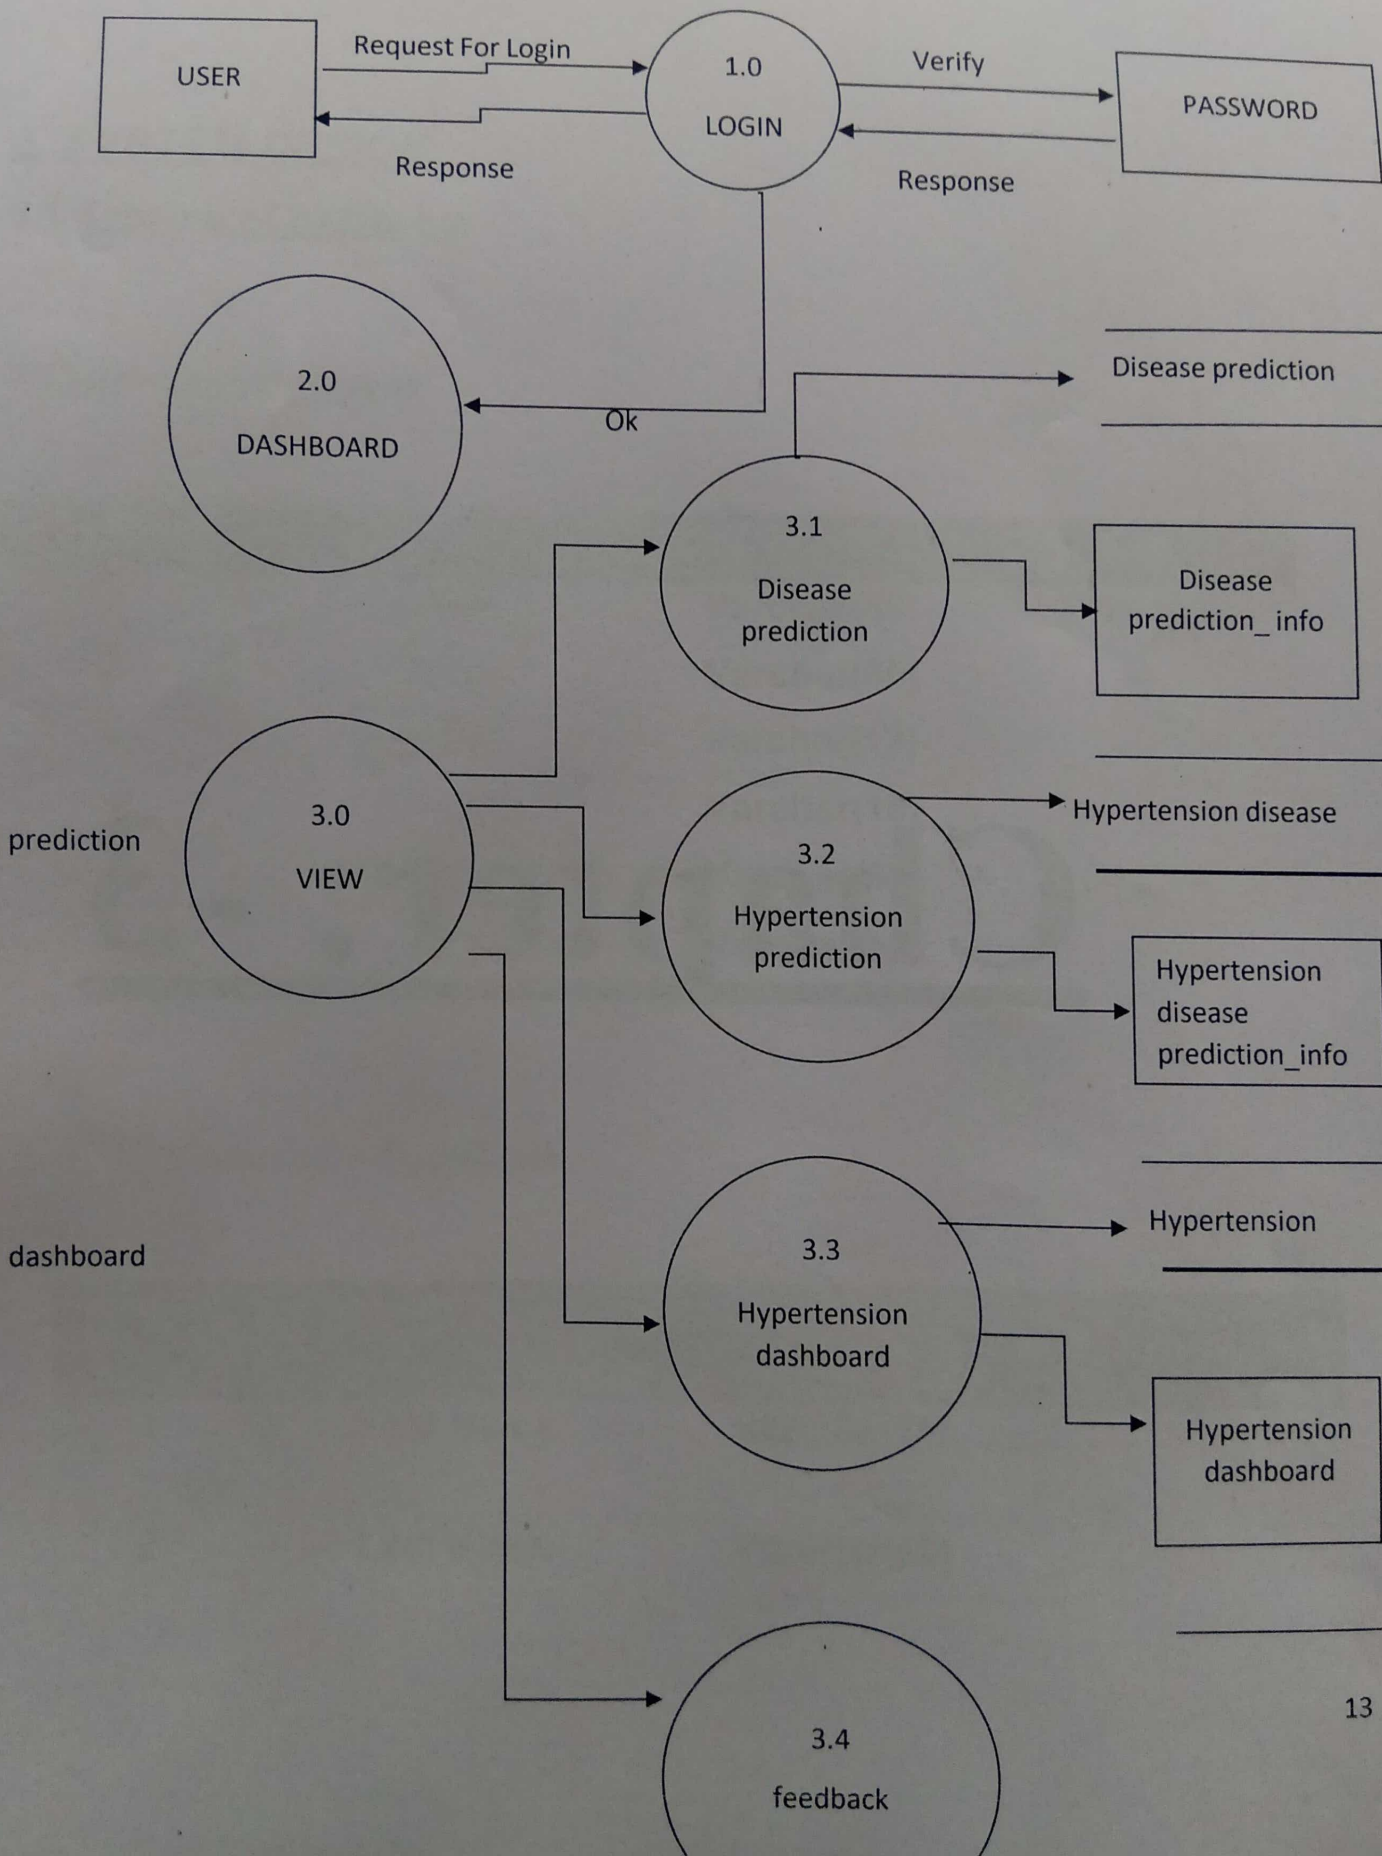 Request For Login
USER
1.0
LOGIN
Verify
PASSWORD
Response
Response
2.0
DASHBOARD
Ok
Disease prediction
3.1
Disease
prediction
Disease
prediction_ info
3.0
VIEW
prediction
Hypertension disease
3.2
Hypertension
prediction
Hypertension
disease
prediction_info
Hypertension
dashboard
3.3
Hypertension
dashboard
Hypertension
dashboard
13
3.4
feedback